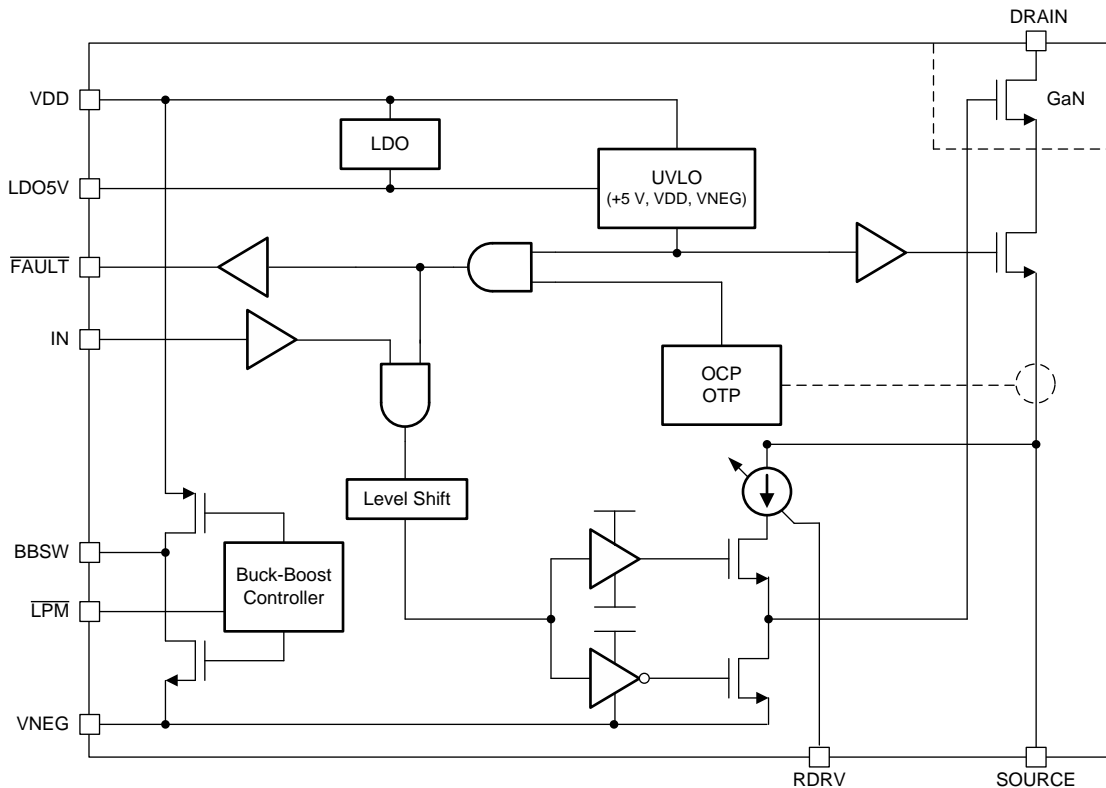 DRAIN
VDD
GaN
LDO
LDO5V
UVLO
(+5 V, VDD, VNEG)
FAULT
IN
OCP
OTP
Level Shift
BBSW
Buck-Boost
Controller
LPM
VNEG
RDRV
SOURCE